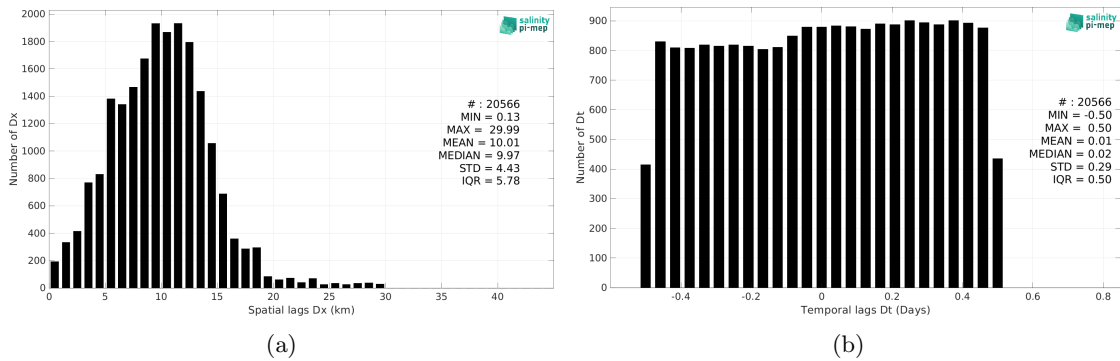 2000
1800
1600
1400
1200
1000
800
600
400
200
0
Number of Dx
0 5 10 15 20 25 30 35 40
Spatial lags Dx (km)
salinity
pi-mep
# : 20566
MIN = 0.13
MAX = 29.99
MEAN = 10.01
MEDIAN = 9.97
STD = 4.43
IQR = 5.78
(a)
900
800
700
600
500
400
300
200
100
0
Number of Dt
-0.4 -0.2 0 0.2 0.4 0.6 0.8
Temporal lags Dt (Days)
salinity
pi-mep
# : 20566
MIN = -0.50
MAX = 0.50
MEAN = 0.01
MEDIAN = 0.02
STD = 0.29
IQR = 0.50
(b)